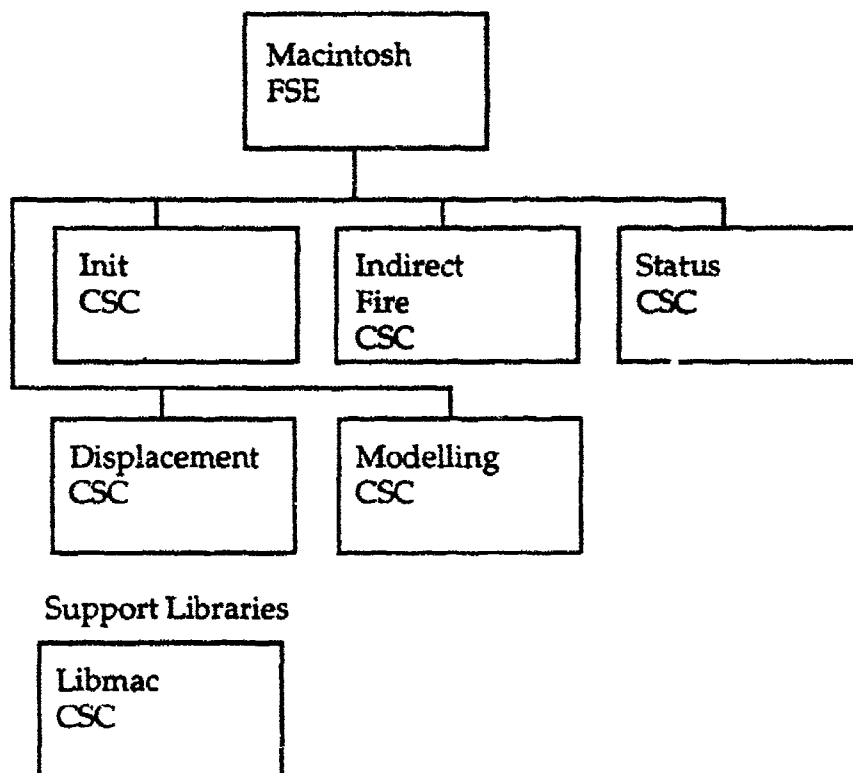 Macintosh
FSE
Init
CSC
Indirect
Fire
CSC
Status
CSC
Displacement
CSC
Modelling
CSC
Support Libraries
Libmac
CSC